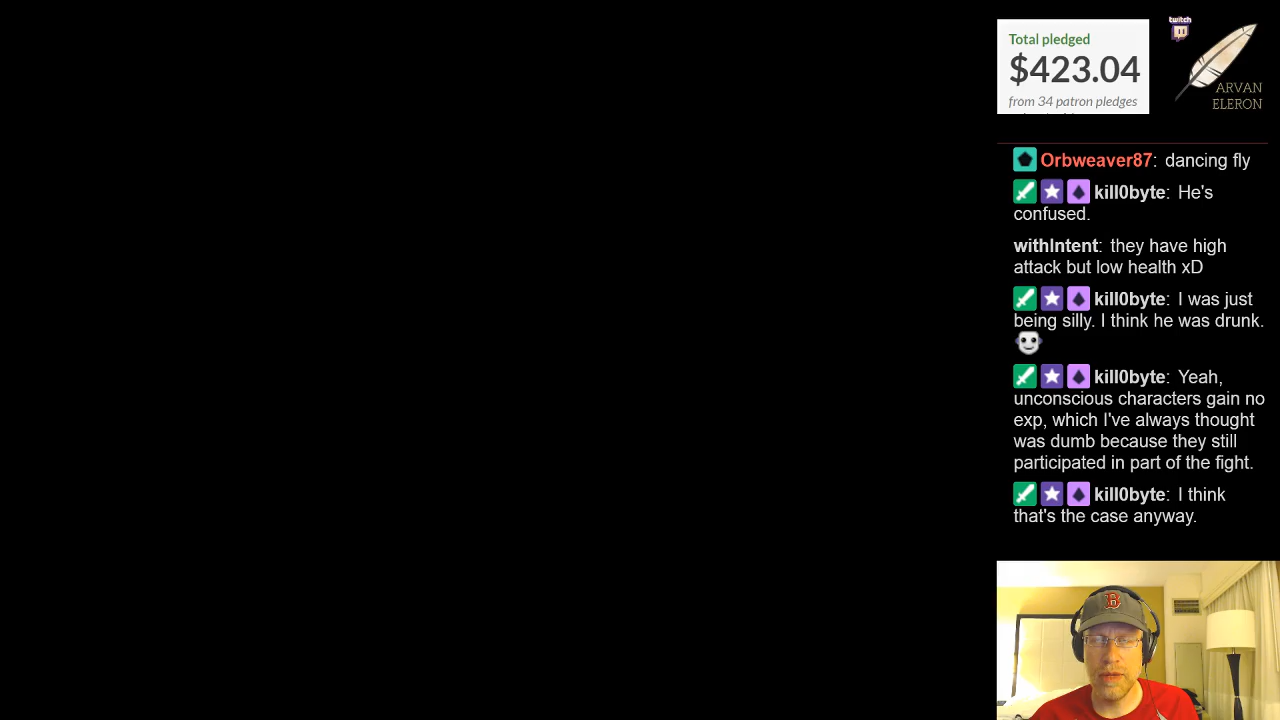 Total pledged
$423.04
from 34 patron pledges
twitch
ARVAN
ELERON
Orbweaver87: dancing fly
kill0byte: He's
confused.
withIntent: they have high
attack but low health xD
kill0byte: I was just
being silly. I think he was drunk.
kill0byte: Yeah,
unconscious characters gain no
exp, which I've always thought
was dumb because they still
participated in part of the fight.
kill0byte: I think
that's the case anyway.
B